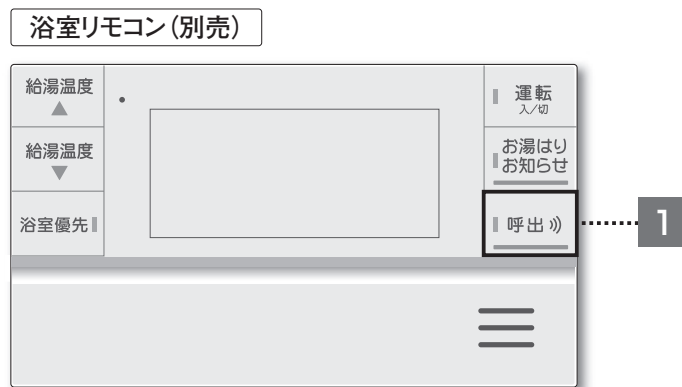 浴室リモコン（別売）
給湯温度
▲
給湯温度
▼
浴室優先
運転
入/切
お湯はり
お知らせ
呼出
1